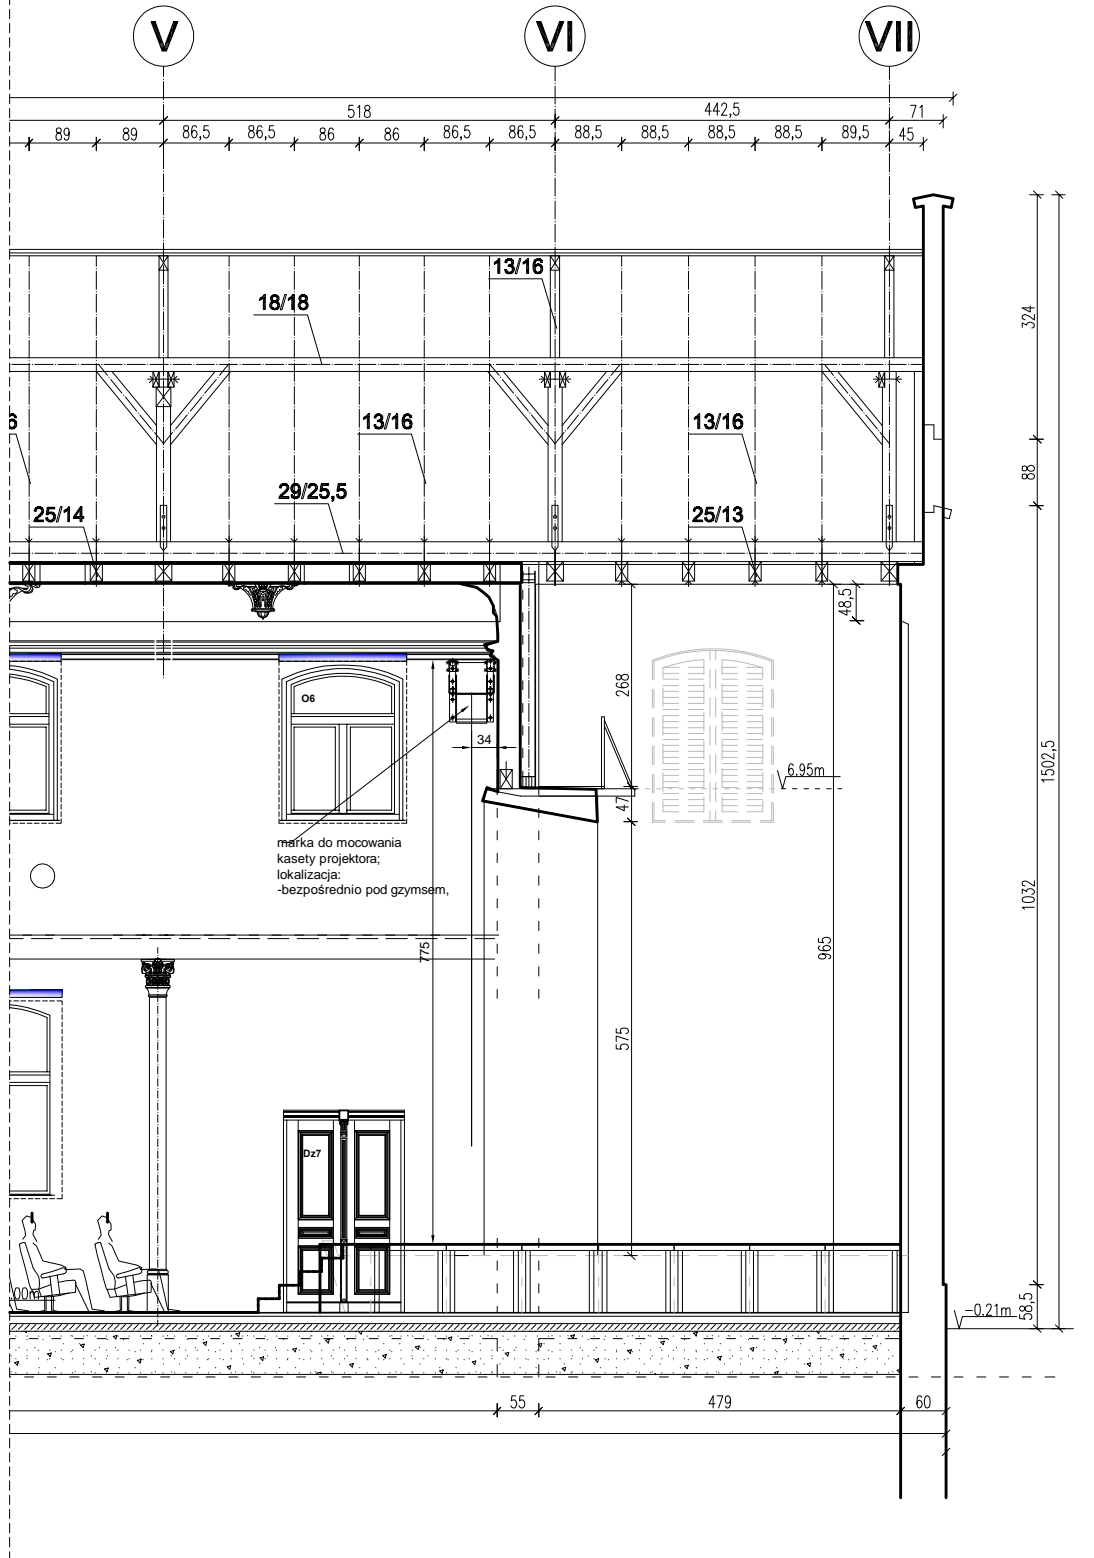 V VI VII
518 442,5 71
89 89 86,5 86,5 86 86 86,5 86,5 88,5 88,5 88,5 88,5 89,5 45
13/16
18/18
324
6 13/16 13/16
88
29/25,5
25/14 25/13
48,5
268
O6
34
6.95m
1502,5
47
marka do mocowania
kasety projektora;
lokalizacja:
-bezpośrednio pod gzymsem,
1032
775
965
575
Dz7
00m
-0.21m
58,5
55 479 60